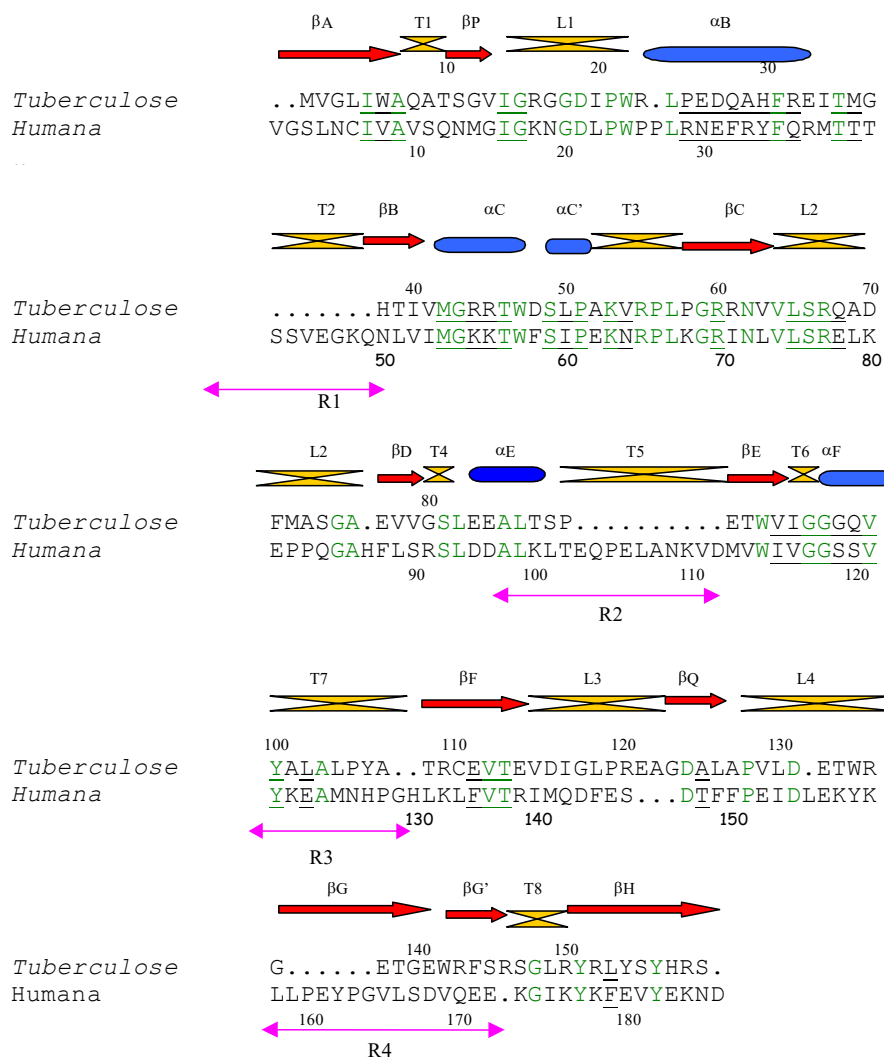 βA T1 βP L1 αB
10 20 30
Tuberculose ..MVGLIWAQATSGVIGRGGDIPWR.LPEDQAHFREITMG
Humana VGSLNCIVAVSQNMGIGKNGDLPWPPLRNEFRYFQRMTTT
10 20 30
T2 βB αC αC’ T3 βC L2
40 50 60 70
Tuberculose .......HTIVMGRRTWDSLPAKVRPLPGRRNVVLSRQAD
Humana SSVEGKQNLVIMGKKTWFSIPEKNRPLKGRINLVLSRELK
50 60 70 80
R1
L2 βD T4 αE T5 βE T6 αF
80
Tuberculose FMASGA.EVVGSLEEALTSP..........ETWVIGGGQV
Humana EPPQGAHFLSRSLDDALKLTEQPELANKVDMVWIVGGSSV
90 100 110 120
R2
T7 βF L3 βQ L4
100 110 120 130
Tuberculose YALALPYA..TRCEVTEVDIGLPREAGDALAPVLD.ETWR
Humana YKEAMNHPGHLKLFVTRIMQDFES...DTFFPEIDLEKYK
130 140 150
R3
βG βG’ T8 βH
140 150
Tuberculose G......ETGEWRFSRSGLRYRLYSYHRS.
Humana LLPEYPGVLSDVQEE.KGIKYKFEVYEKND
160 170 180
R4